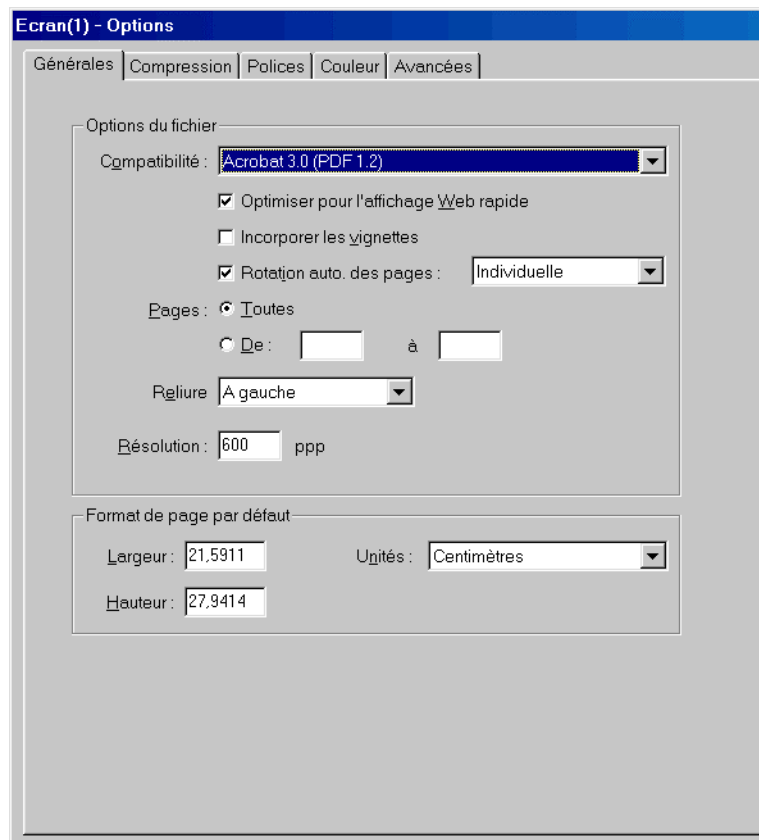 Ecran(1) - Options
Générales Compression Polices Couleur Avancées
Options du fichier
Compatibilité : Acrobat 3.0 (PDF 1.2)
Optimiser pour l'affichage Web rapide
Incorporer les vignettes
Rotation auto. des pages : Individuelle
Pages : Toutes
De : à
Reliure A gauche
Résolution : 600 ppp
Format de page par défaut
Largeur : 21,5911 Unités : Centimètres
Hauteur : 27,9414